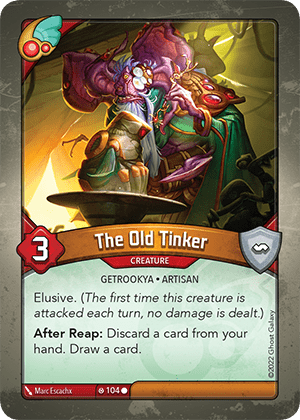 The Old Tinker
3
CREATURE
GETROOKYA • ARTISAN
Elusive. (The first time this creature is
attacked each turn, no damage is dealt.)
After Reap: Discard a card from your
hand. Draw a card.
©2022 Ghost Galaxy
Marc Escachx
104